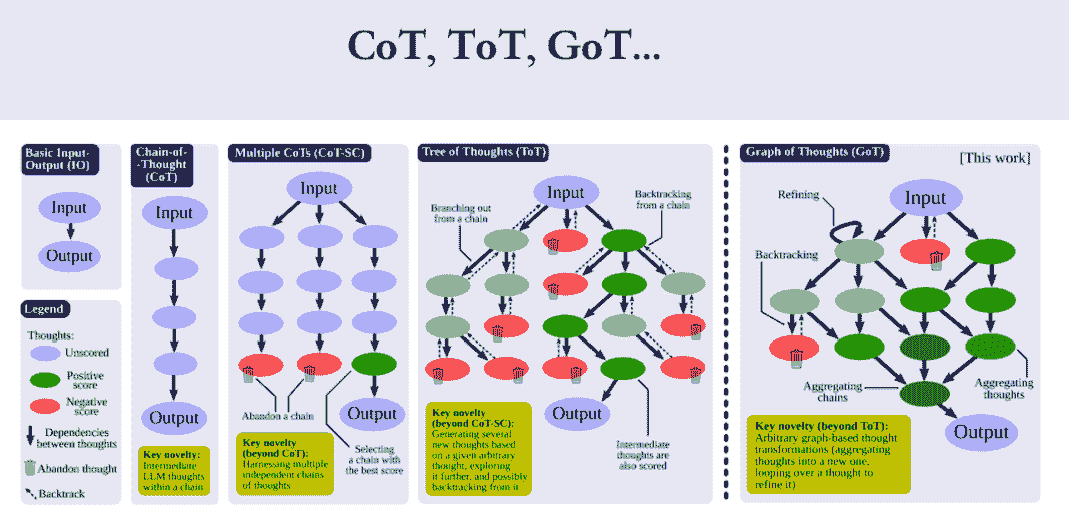 CoT, ToT, GoT...
Basic Input-
Output (IO)
Input
Output
Legend
Thoughts:
Unscored
Positive
score
Negative
score
Dependencies
between thoughts
Abandon thought
Backtrack
Chain-of-
-Thought
(CoT)
Input
Output
Key novelty:
Intermediate
LLM thoughts
within a chain
Multiple CoTs (CoT-SC)
Input
Abandon a chain
Output
Selecting
a chain with
the best score
Key novelty
(beyond CoT):
Harnessing multiple
independent chains
of thoughts
Tree of Thoughts (ToT)
Input
Branching out
from a chain
Backtracking
from a chain
Output
Intermediate
thoughts are
also scored
Key novelty
(beyond CoT-SC):
Generating several
new thoughts based
on a given arbitrary
thought, exploring
it further, and possibly
backtracking from it
Graph of Thoughts (GoT)
[This work]
Input
Refining
Backtracking
Aggregating
chains
Aggregating
thoughts
Output
Key novelty (beyond ToT):
Arbitrary graph-based thought
transformations (aggregating
thoughts into a new one,
looping over a thought to
refine it)